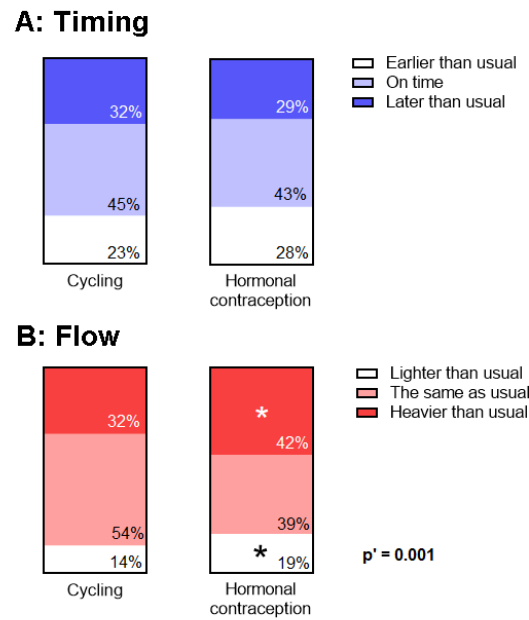 A: Timing
Earlier than usual
On time
Later than usual
32%
29%
45%
43%
23%
28%
Cycling
Hormonal
contraception
B: Flow
Lighter than usual
The same as usual
Heavier than usual
32%
*
42%
54%
39%
14%
*
19%
p' = 0.001
Cycling
Hormonal
contraception